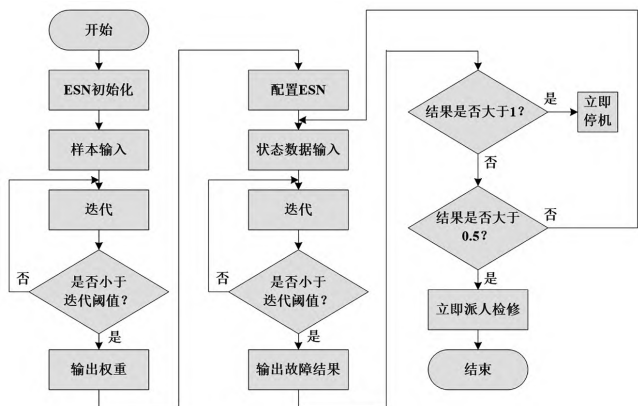 开始
ESN初始化
样本输入
迭代
否
是否小于
迭代阈值?
是
输出权重
配置ESN
状态数据输入
迭代
否
是否小于
迭代阈值?
是
输出故障结果
结果是否大于1?
是
立即
停机
否
结果是否大于
0.5?
否
是
立即派人检修
结束